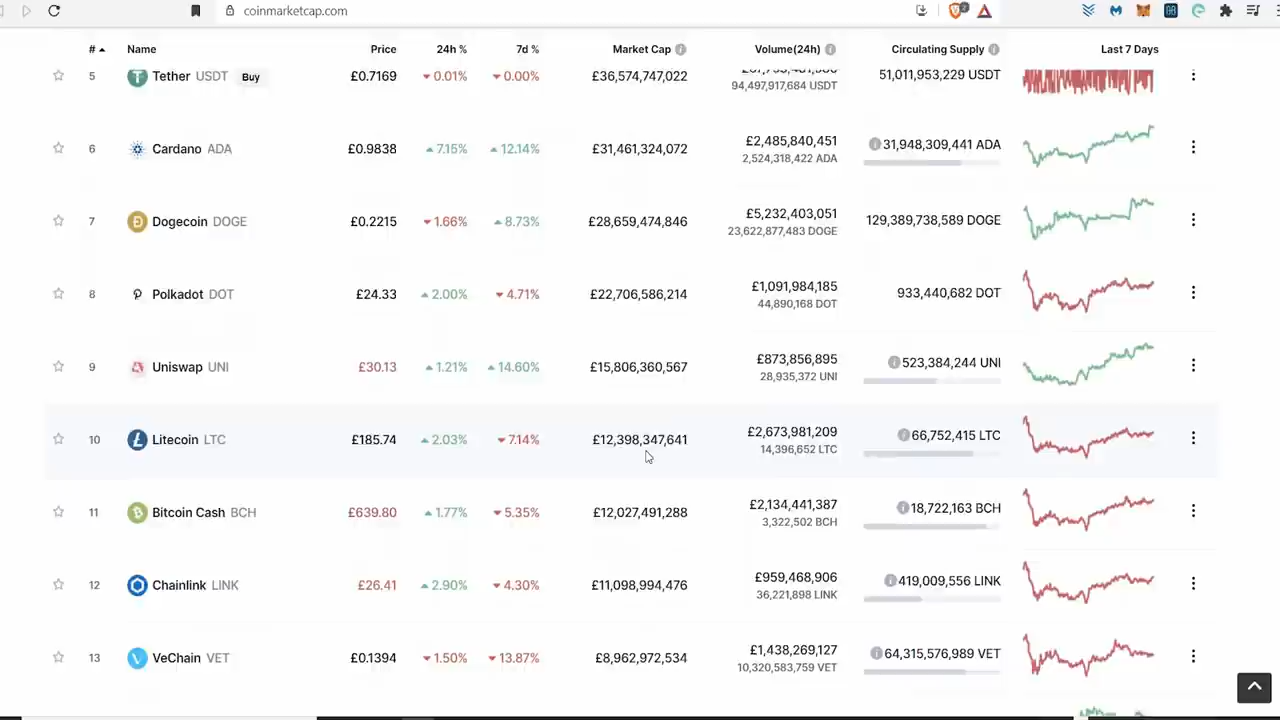 coinmarketcap.com
# Name Price 24h % 7d % Market Cap Volume(24h) Circulating Supply Last 7 Days
5 Tether USDT Buy £0.7169 0.01% 0.00% £36,574,747,022 51,011,953,229 USDT
94,497,917,684 USDT
6 Cardano ADA £0.9838 7.15% 12.14% £31,461,324,072 £2,485,840,451 31,948,309,441 ADA
2,524,318,422 ADA
7 Dogecoin DOGE £0.2215 1.66% 8.73% £28,659,474,846 £5,232,403,051 129,389,738,589 DOGE
23,622,877,483 DOGE
8 Polkadot DOT £24.33 2.00% 4.71% £22,706,586,214 £1,091,984,185 933,440,682 DOT
44,890,168 DOT
9 Uniswap UNI £30.13 1.21% 14.60% £15,806,360,567 £873,856,895 523,384,244 UNI
28,935,372 UNI
10 Litecoin LTC £185.74 2.03% 7.14% £12,398,347,641 £2,673,981,209 66,752,415 LTC
14,396,652 LTC
11 Bitcoin Cash BCH £639.80 1.77% 5.35% £12,027,491,288 £2,134,441,387 18,722,163 BCH
3,322,502 BCH
12 Chainlink LINK £26.41 2.90% 4.30% £11,098,994,476 £959,468,906 419,009,556 LINK
36,221,898 LINK
13 VeChain VET £0.1394 1.50% 13.87% £8,962,972,534 £1,438,269,127 64,315,576,989 VET
10,320,583,759 VET